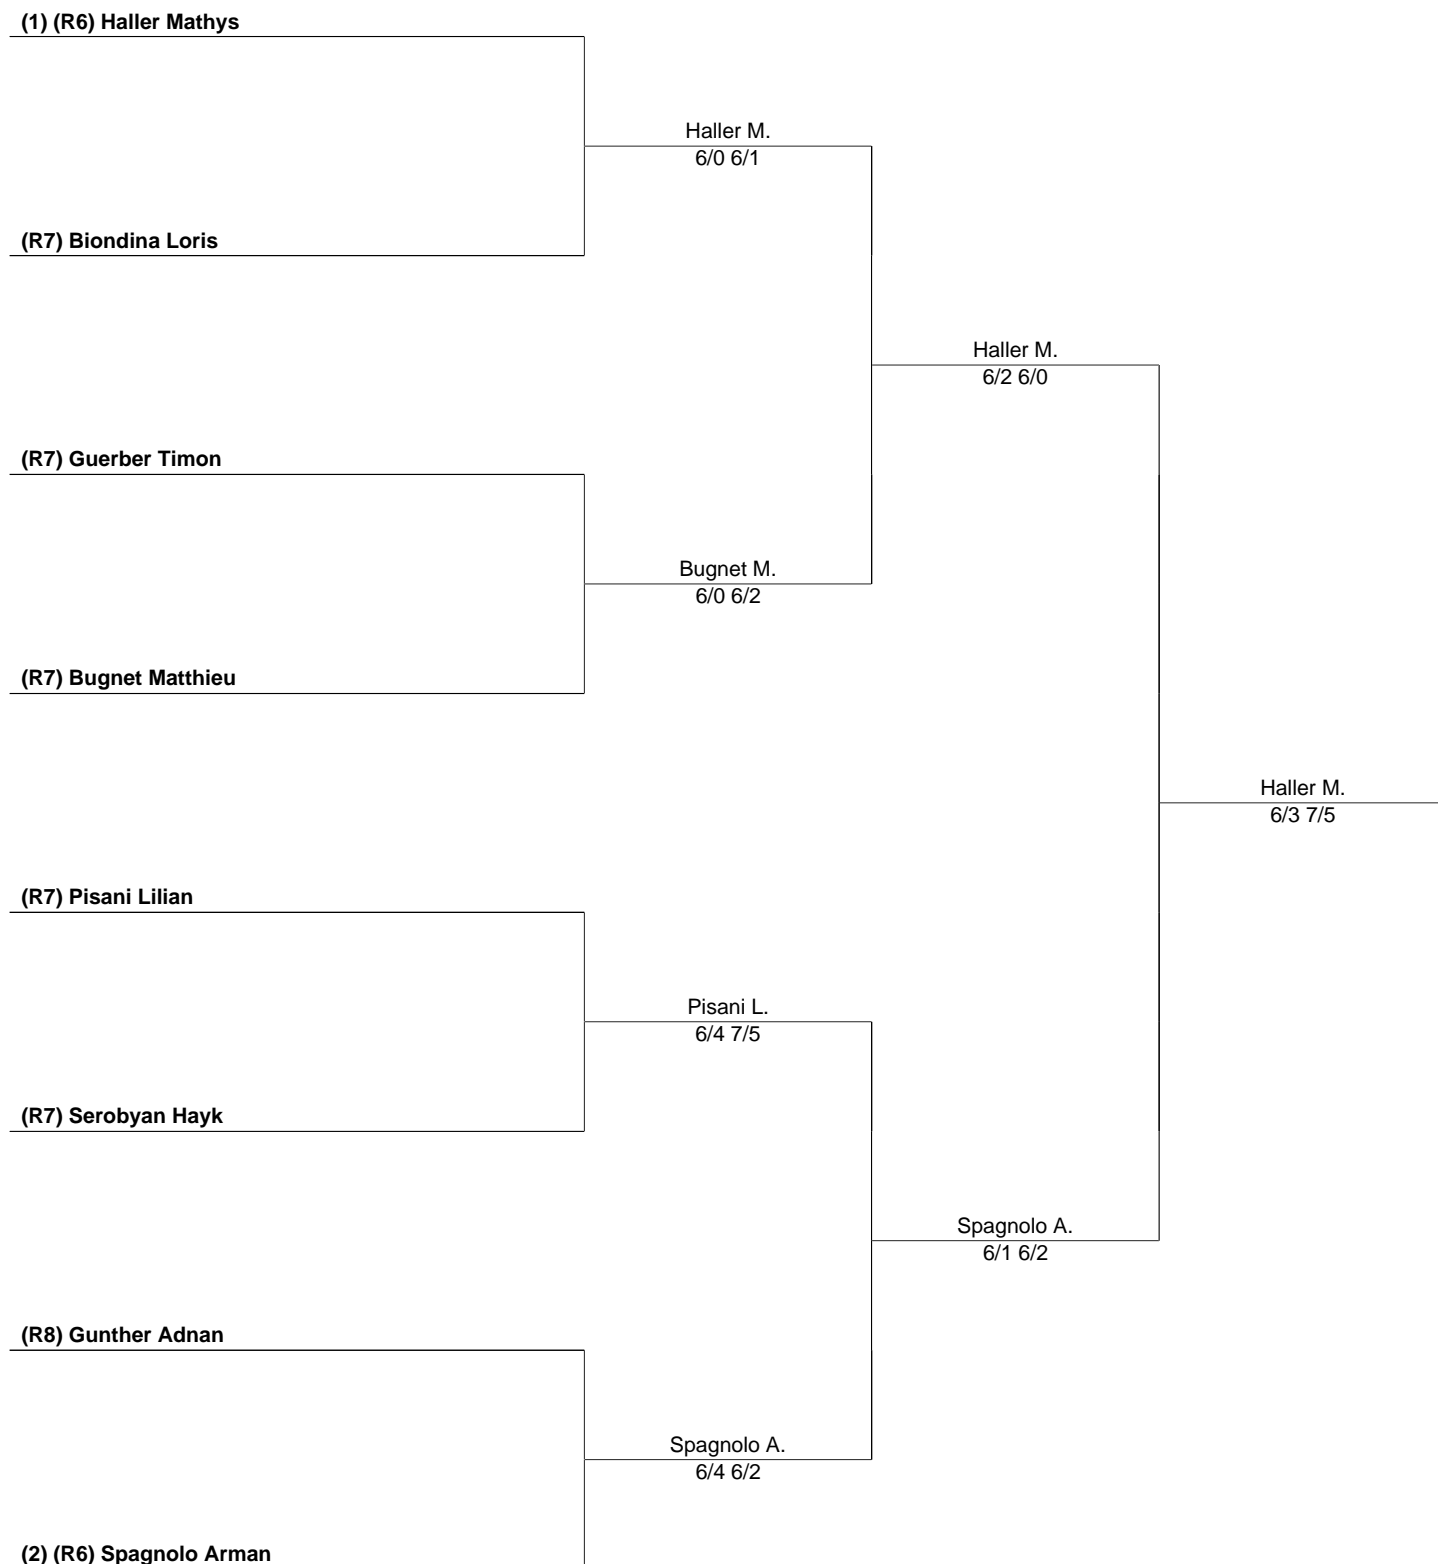 (1) (R6) Haller Mathys
Haller M.
6/0 6/1
(R7) Biondina Loris
Haller M.
6/2 6/0
(R7) Guerber Timon
Bugnet M.
6/0 6/2
(R7) Bugnet Matthieu
Haller M.
6/3 7/5
(R7) Pisani Lilian
Pisani L.
6/4 7/5
(R7) Serobyan Hayk
Spagnolo A.
6/1 6/2
(R8) Gunther Adnan
Spagnolo A.
6/4 6/2
(2) (R6) Spagnolo Arman